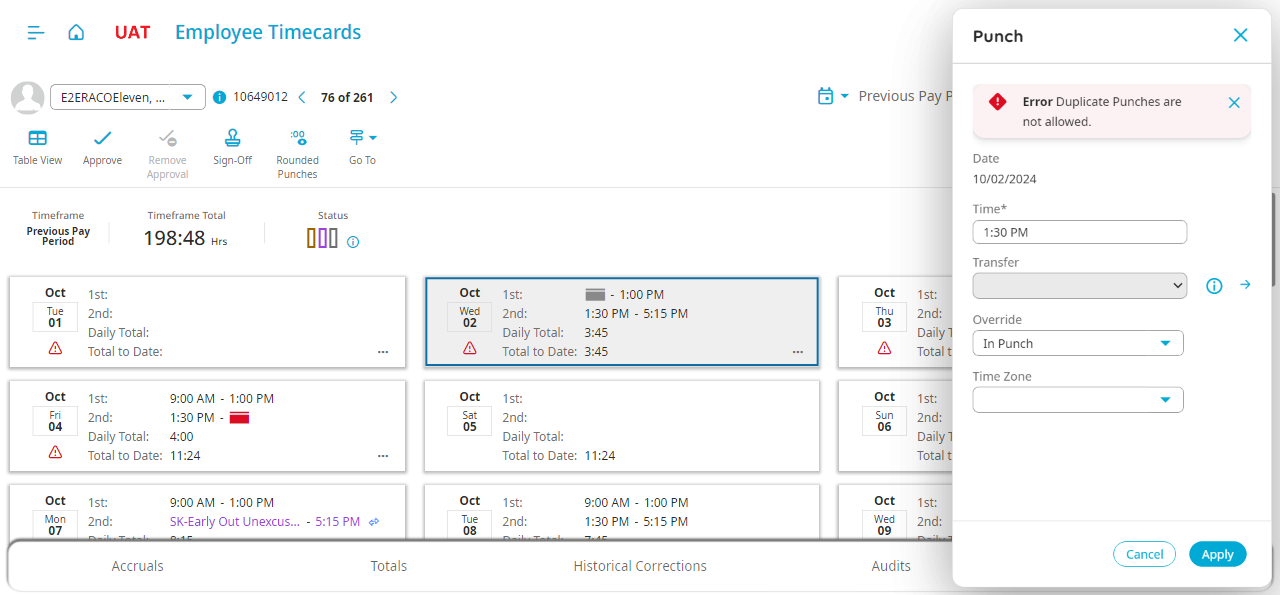 UAT Employee Timecards
E2ERACOEleven, ... 10649012 76 of 261 Previous Pay P
Table View
Approve
Remove
Approval
Sign-Off
Rounded
Punches
Go To
Timeframe
Previous Pay
Period
Timeframe Total
198:48 Hrs
Status
Oct
Tue
01
1st:
2nd:
Daily Total:
Total to Date:
...
Oct
Wed
02
1st: - 1:00 PM
2nd: 1:30 PM - 5:15 PM
Daily Total: 3:45
Total to Date: 3:45
...
Oct
Thu
03
1st:
2nd:
Daily T
Total t
Oct
Fri
04
1st: 9:00 AM - 1:00 PM
2nd: 1:30 PM -
Daily Total: 4:00
Total to Date: 11:24
...
Oct
Sat
05
1st:
2nd:
Daily Total:
Total to Date: 11:24
Oct
Sun
06
1st:
2nd:
Daily T
Total t
Oct
Mon
07
1st: 9:00 AM - 1:00 PM
2nd: SK-Early Out Unexcus... - 5:15 PM
Oct
Tue
08
1st: 9:00 AM - 1:00 PM
2nd: 1:30 PM - 5:15 PM
Oct
Wed
09
1st:
2nd:
Accruals Totals Historical Corrections Audits
Punch
Error Duplicate Punches are
not allowed.
Date
10/02/2024
Time*
1:30 PM
Transfer
Override
In Punch
Time Zone
Cancel Apply